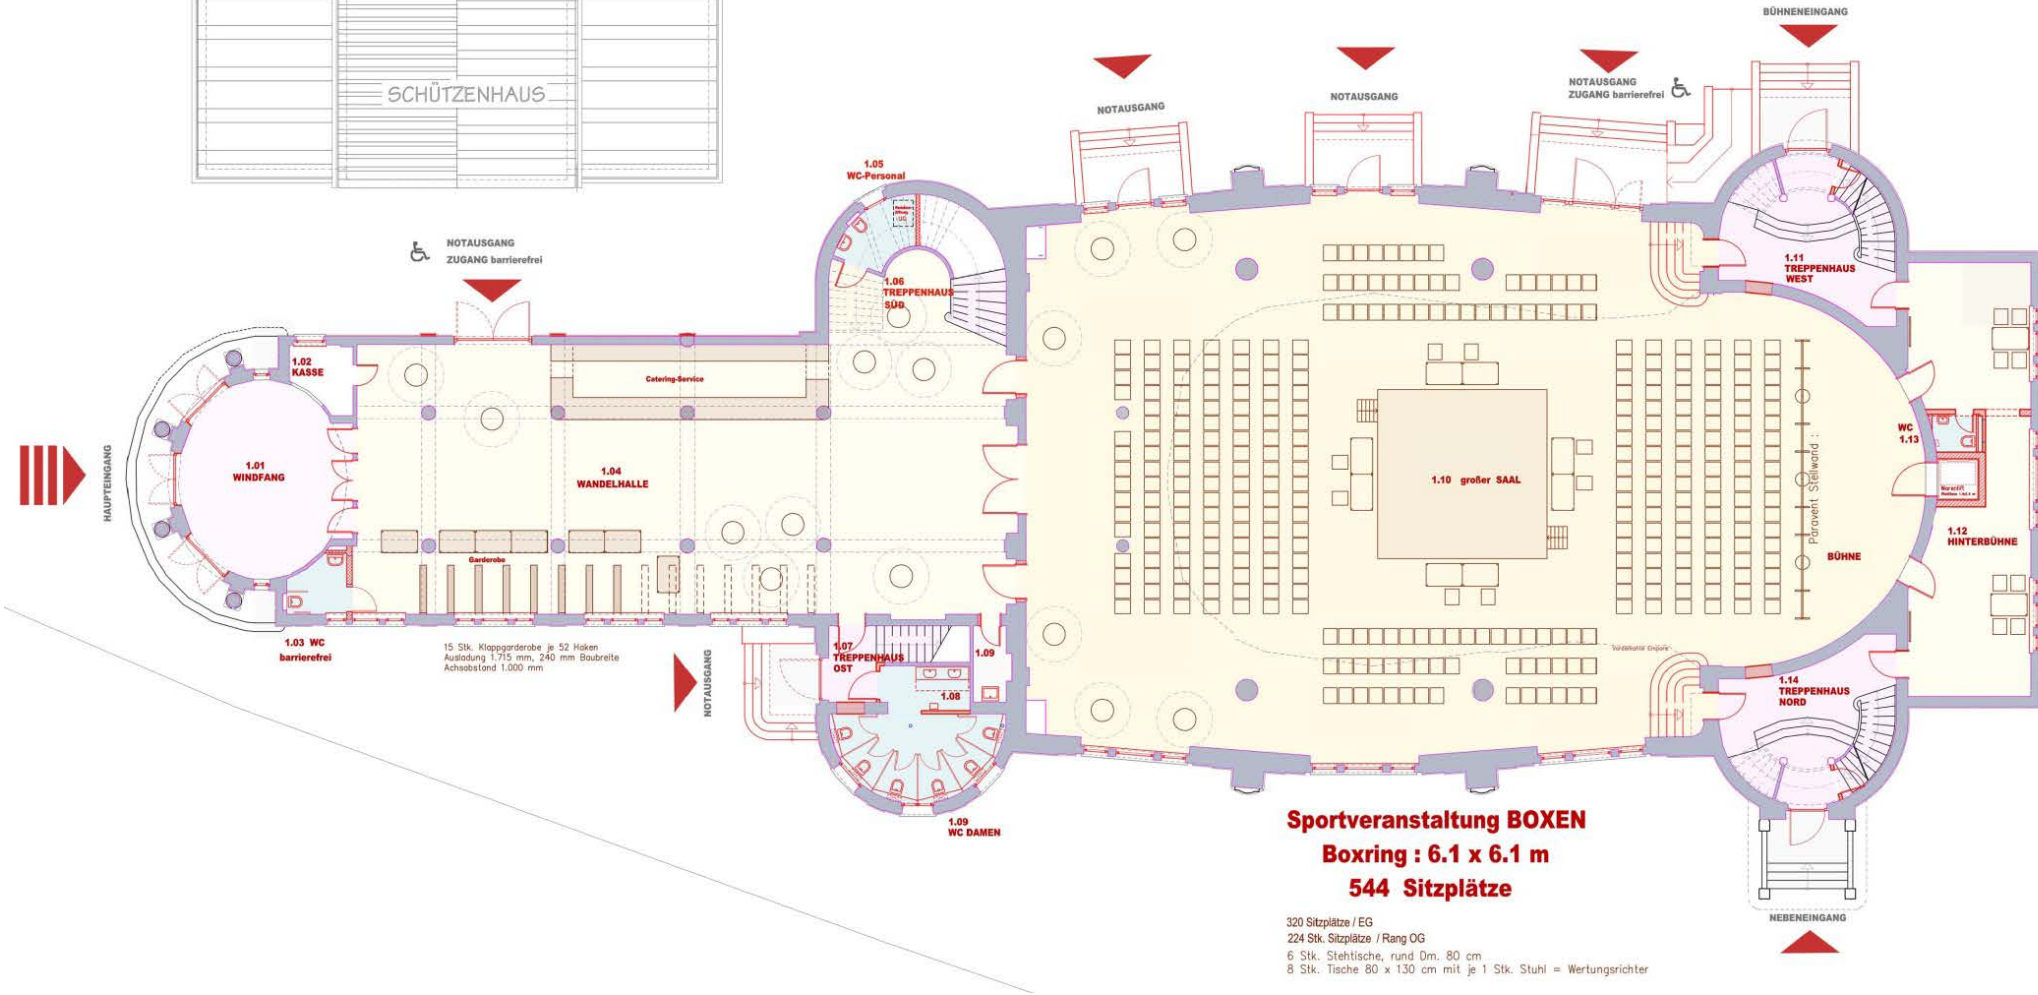 BÜHNENEINGANG
SCHÜTZENHAUS
NOTAUSGANG
NOTAUSGANG
NOTAUSGANG
ZUGANG barrierefrei
1.05
WC-Personal
NOTAUSGANG
ZUGANG barrierefrei
1.06
TREPPENHAUS
SÜD
1.11
TREPPENHAUS
WEST
1.02
KASSE
Catering-Service
1.01
WINDFANG
1.04
WANDELHALLE
HAUPTEINGANG
1.10 großer SAAL
Paravent Stellwand :
WC
1.13
1.12
HINTERBÜHNE
BÜHNE
Garderobe
1.03 WC
barrierefrei
15 Stk. Klappgarderobe je 52 Haken
Ausladung 1.715 mm, 240 mm Baubreite
Achsabstand 1.000 mm
NOTAUSGANG
1.07
TREPPENHAUS
OST
1.09
1.08
Vorderkante Empore
1.14
TREPPENHAUS
NORD
1.09
WC DAMEN
Sportveranstaltung BOXEN
Boxring : 6.1 x 6.1 m
544 Sitzplätze
320 Sitzplätze / EG
224 Stk. Sitzplätze / Rang OG
6 Stk. Stehtische, rund Dm. 80 cm
8 Stk. Tische 80 x 130 cm mit je 1 Stk. Stuhl = Wertungsrichter
NEBENEINGANG